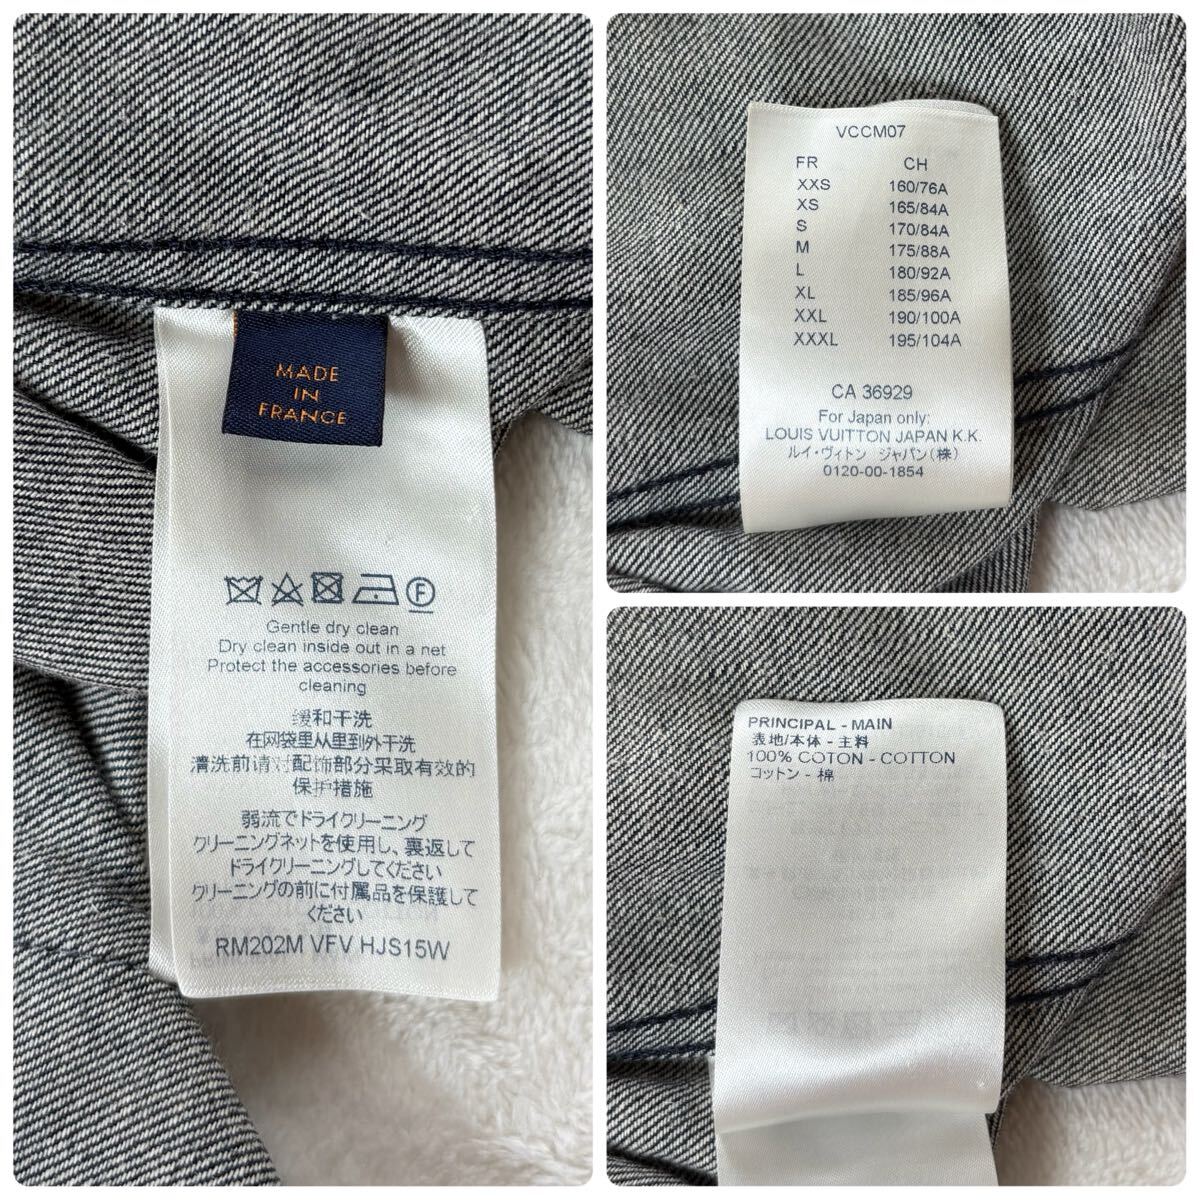 MADE
IN
FRANCE
F
Gentle dry clean
Dry clean inside out in a net
Protect the accessories before
cleaning
缓和干洗
在网袋里从里到外干洗
清洗前请对配饰部分采取有效的
保护措施
弱流でドライクリーニング
クリーニングネットを使用し、裏返して
ドライクリーニングしてください
クリーニングの前に付属品を保護して
ください
RM202M VFV HJS15W
VCCM07
FR CH
XXS 160/76A
XS 165/84A
S 170/84A
M 175/88A
L 180/92A
XL 185/96A
XXL 190/100A
XXXL 195/104A
CA 36929
For Japan only:
LOUIS VUITTON JAPAN K.K.
ルイ・ヴィトン ジャパン(株)
0120-00-1854
PRINCIPAL - MAIN
表地/本体 - 主料
100% COTON - COTTON
コットン - 棉